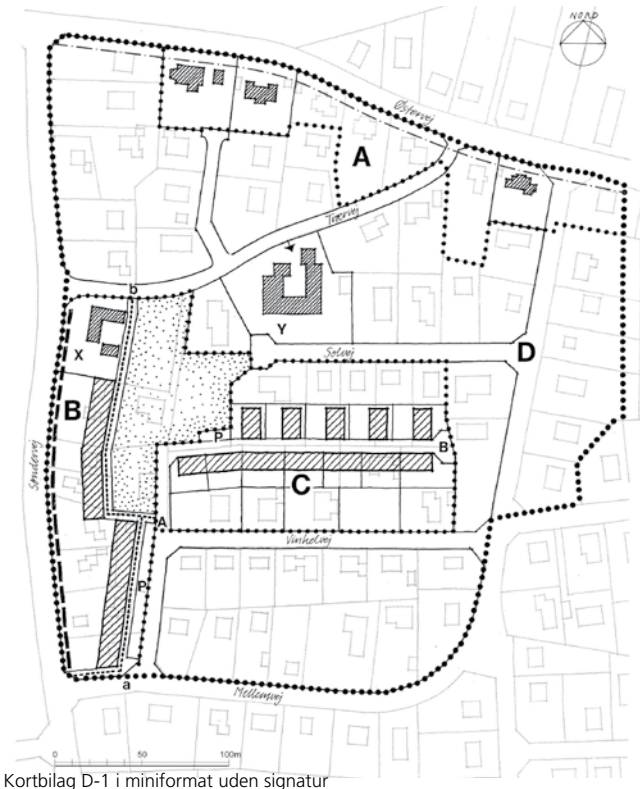 NORD
Østervej
A
Tværvej
b
Y
X
Solvej
D
B
Søndervej
P
B
C
A
Vinkelvej
P
a
Mellemvej
0 50 100m
Kortbilag D-1 i miniformat uden signatur